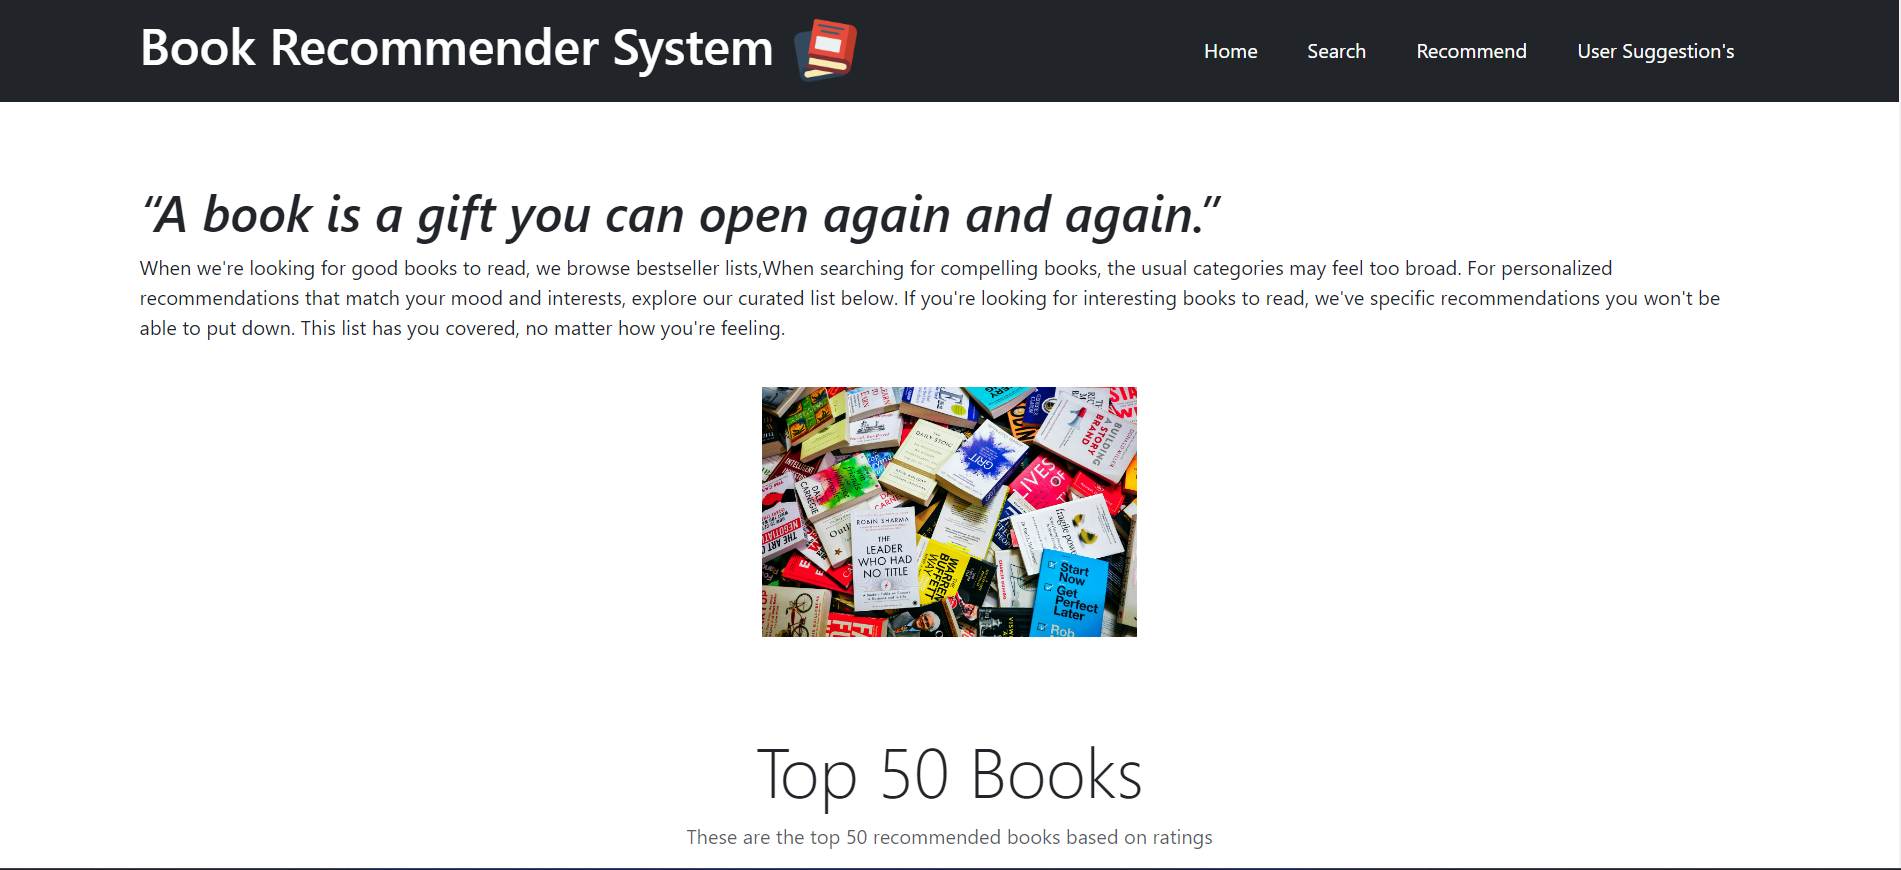 Book Recommender System
Home
Search
Recommend
User Suggestion's
“A book is a gift you can open again and again.”
When we're looking for good books to read, we browse bestseller lists,When searching for compelling books, the usual categories may feel too broad. For personalized
recommendations that match your mood and interests, explore our curated list below. If you're looking for interesting books to read, we've specific recommendations you won't be
able to put down. This list has you covered, no matter how you're feeling.
THE
DAILY STOIC
GRIT
BUILDING
A STORY
BRAND
LIVES
OF
DALE
CARNEGIE
ROBIN SHARMA
THE
LEADER
WHO HAD
NO TITLE
THE
WARREN
BUFFETT
WAY
fragile power
THE ART
NEGOTIATI
Start
Now
Get
Perfect
Later
Rob
Top 50 Books
These are the top 50 recommended books based on ratings